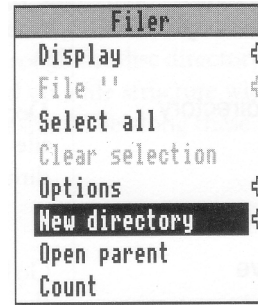 Filer
Display
File ''
Select all
Clear selection
Options
New directory
Open parent
Count